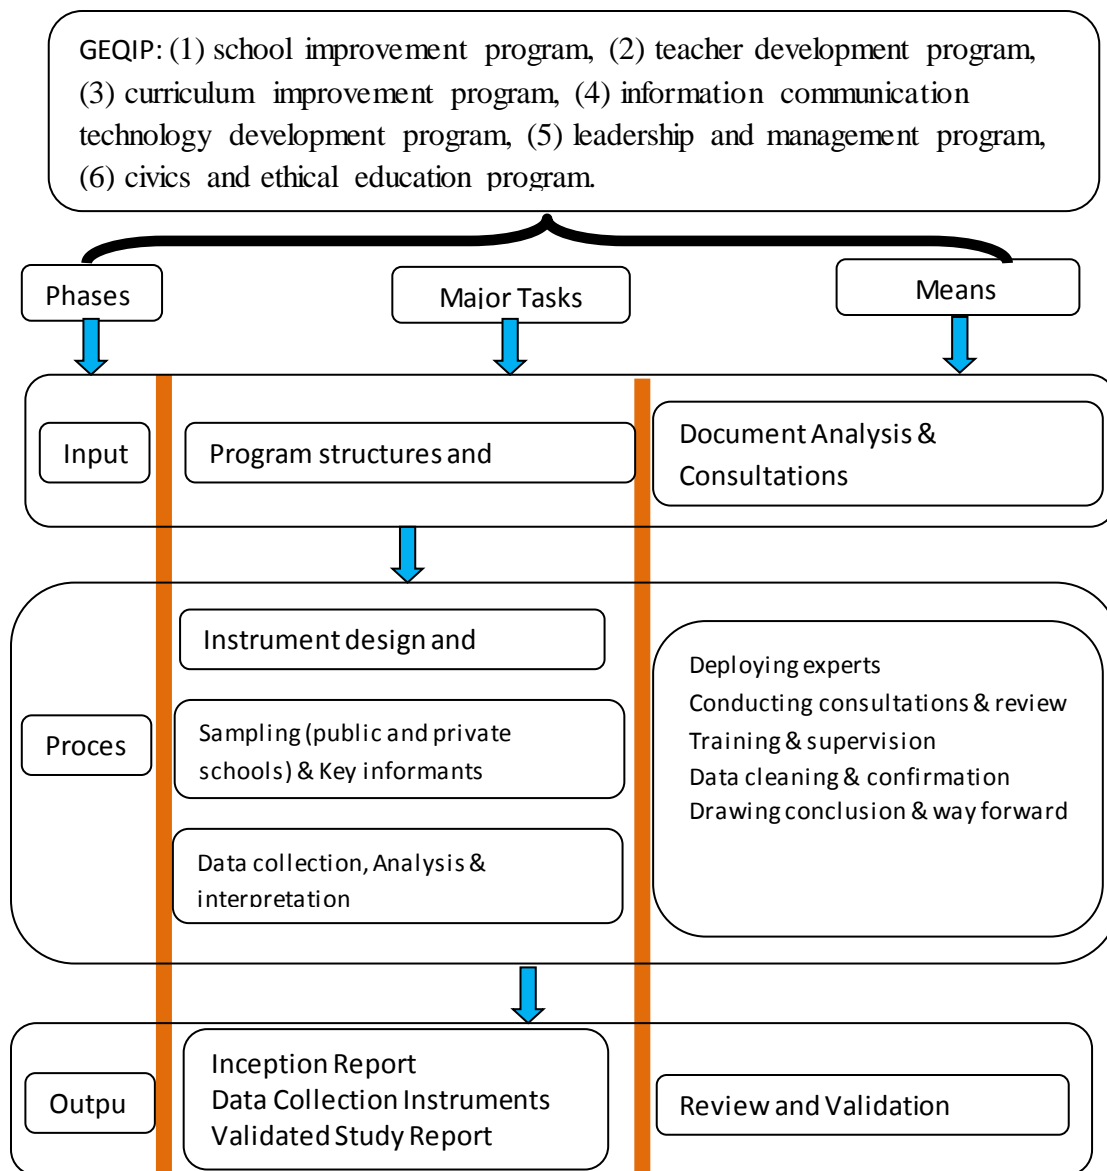 GEQIP: (1) school improvement program, (2) teacher development program,
(3) curriculum improvement program, (4) information communication
technology development program, (5) leadership and management program,
(6) civics and ethical education program.
Phases
Major Tasks
Means
Input
Program structures and
Document Analysis &
Consultations
Proces
Instrument design and
Sampling (public and private
schools) & Key informants
Data collection, Analysis &
interpretation
Deploying experts
Conducting consultations & review
Training & supervision
Data cleaning & confirmation
Drawing conclusion & way forward
Outpu
Inception Report
Data Collection Instruments
Validated Study Report
Review and Validation